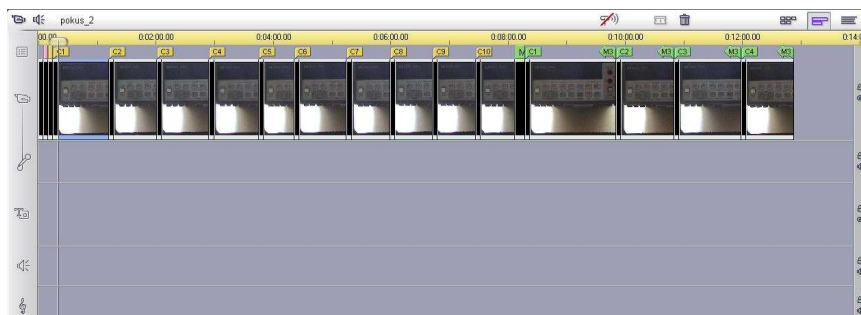 pokus_2
00.00 0:02:00.00 0:04:00.00 0:06:00.00 0:08:00.00 0:10:00.00 0:12:00.00 0:14:
C1 C2 C3 C4 C5 C6 C7 C8 C9 C10 M C1 M3 C2 M3 C3 M3 C4 M3
T